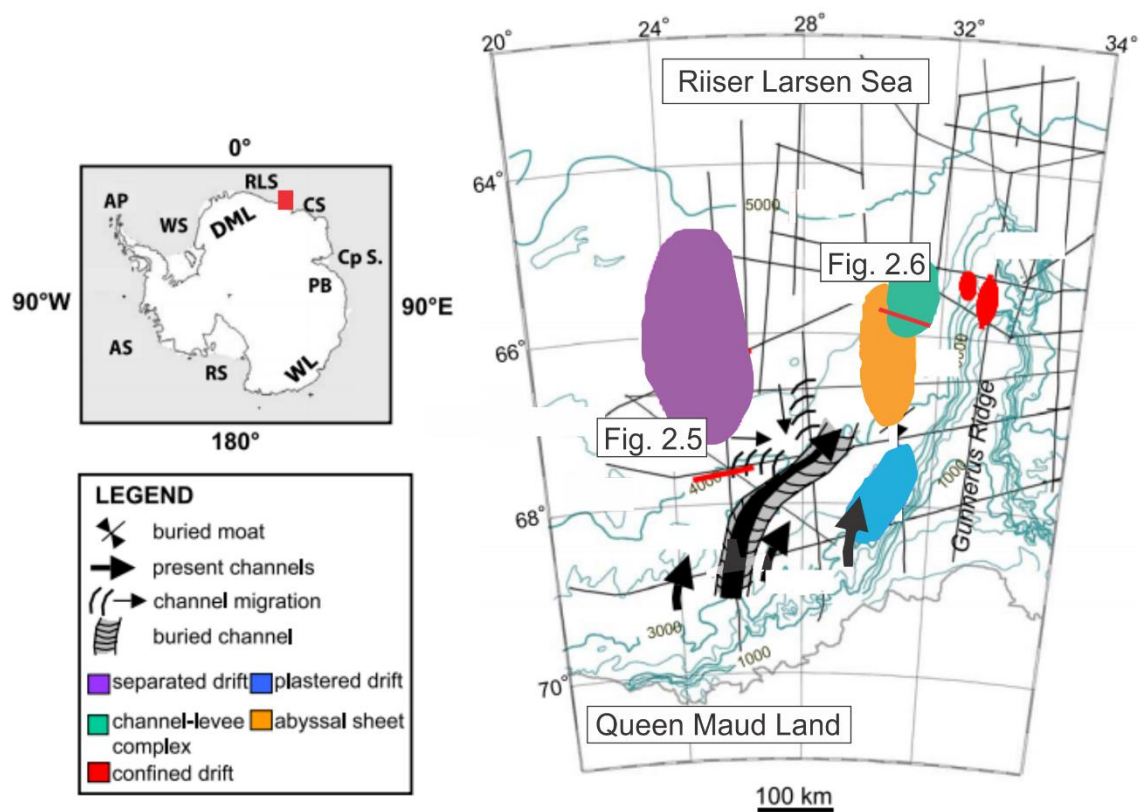 0°
RLS
AP
CS
WS
DML
Cp S.
90°W
PB
90°E
AS
RS
WL
180°
LEGEND
buried moat
present channels
channel migration
buried channel
separated drift
plastered drift
channel-levee complex
abyssal sheet
confined drift
20°
24°
28°
32°
34°
Riiser Larsen Sea
64°
5000
Fig. 2.6
66°
Fig. 2.5
4000
1000
Gunnerus Ridge
68°
3000
1000
70°
Queen Maud Land
100 km